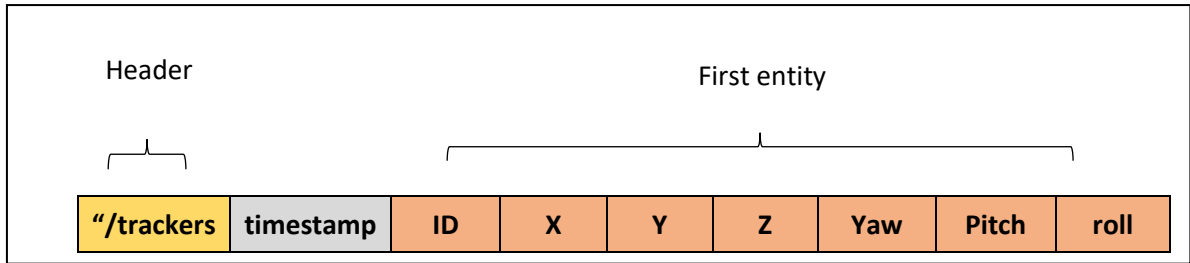 Header
First entity
“/trackers timestamp ID X Y Z Yaw Pitch roll